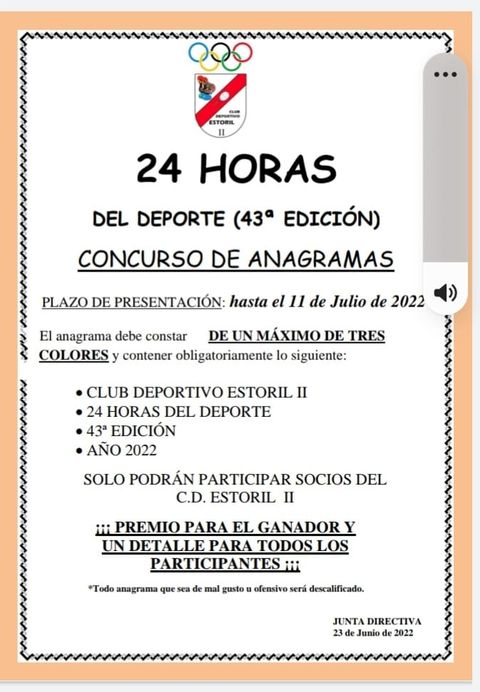 CLUB
DEPORTIVO
ESTORIL
II
24 HORAS
DEL DEPORTE (43ª EDICIÓN)
CONCURSO DE ANAGRAMAS
PLAZO DE PRESENTACIÓN: hasta el 11 de Julio de 2022
El anagrama debe constar DE UN MÁXIMO DE TRES
COLORES y contener obligatoriamente lo siguiente:
• CLUB DEPORTIVO ESTORIL II
• 24 HORAS DEL DEPORTE
• 43ª EDICIÓN
• AÑO 2022
SOLO PODRÁN PARTICIPAR SOCIOS DEL
C.D. ESTORIL II
¡¡¡ PREMIO PARA EL GANADOR Y
UN DETALLE PARA TODOS LOS
PARTICIPANTES ¡¡¡
*Todo anagrama que sea de mal gusto u ofensivo será descalificado.
JUNTA DIRECTIVA
23 de Junio de 2022